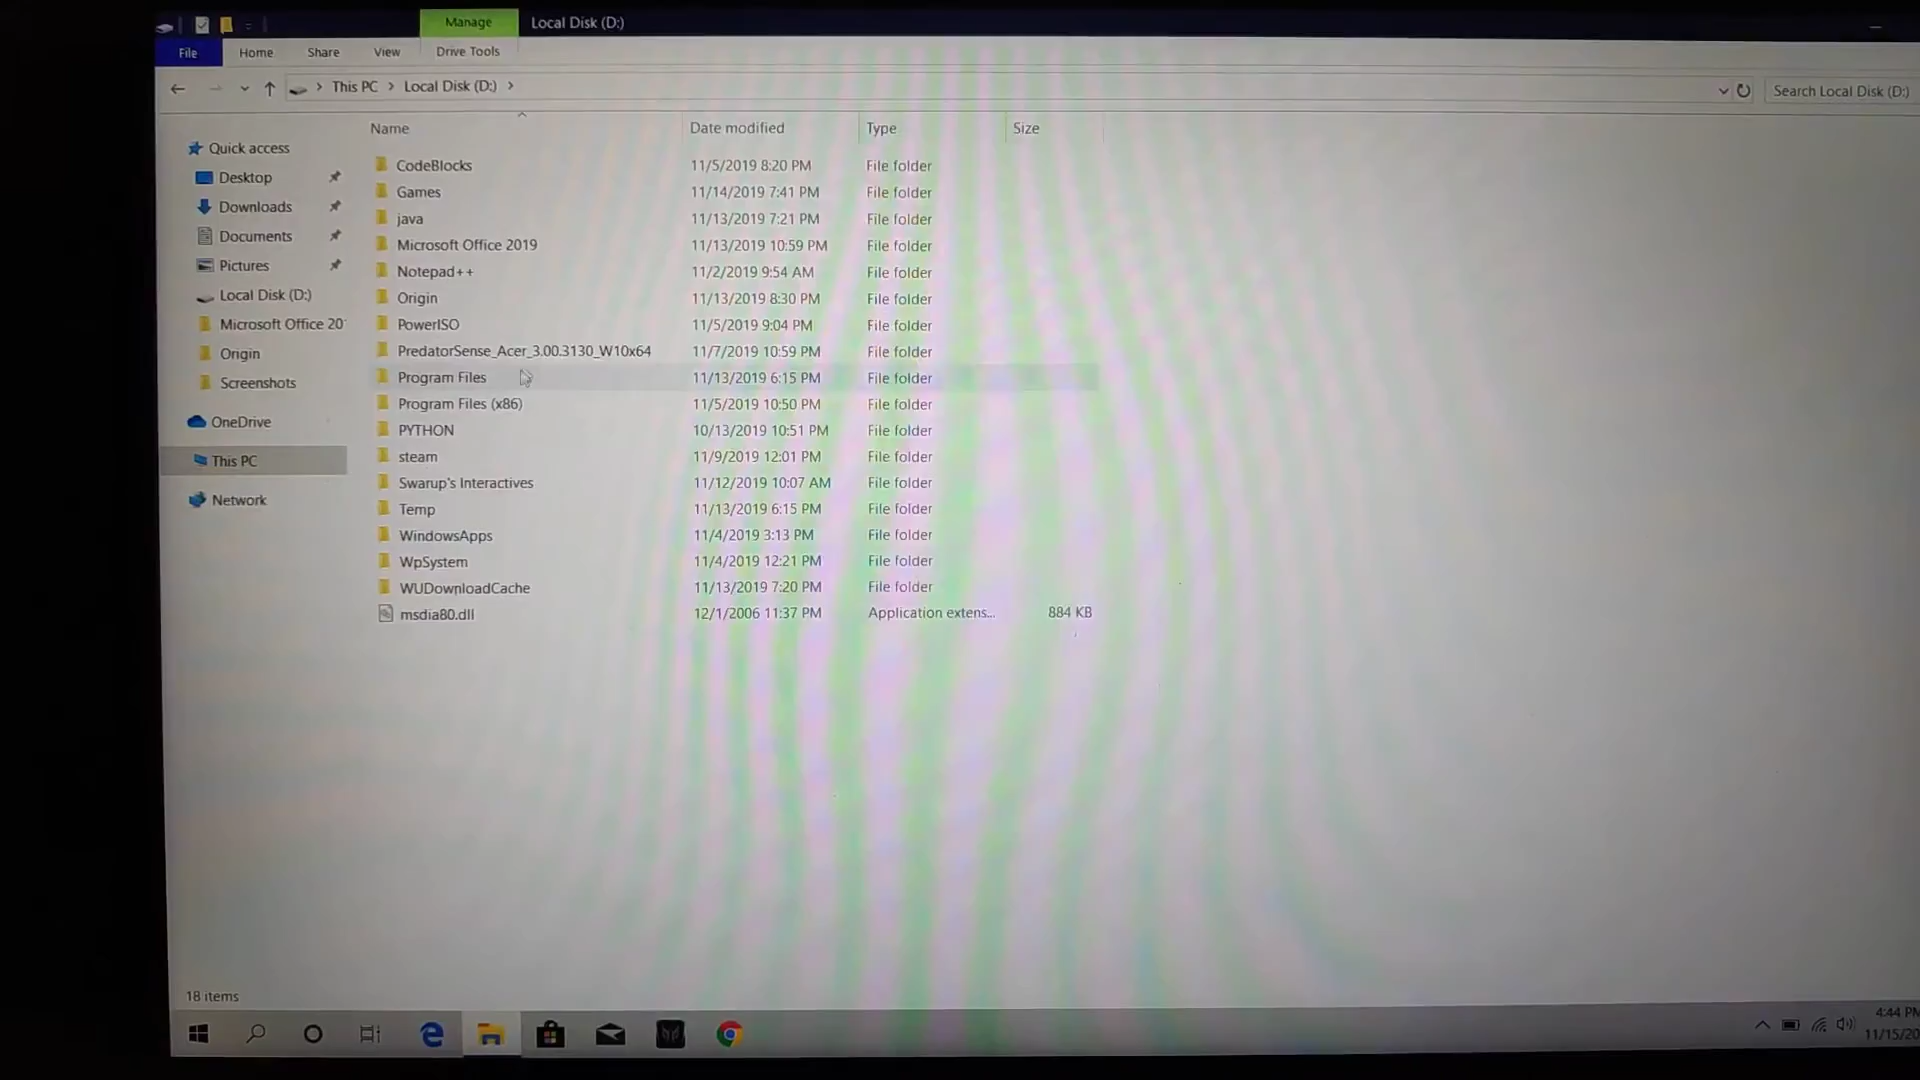 Manage Local Disk (D:)
File Home Share View Drive Tools
This PC Local Disk (D:) Search Local Disk (D:)
Name Date modified Type Size
Quick access
Desktop
Downloads
Documents
Pictures
Local Disk (D:)
Microsoft Office 20
Origin
Screenshots
OneDrive
This PC
Network
CodeBlocks 11/5/2019 8:20 PM File folder
Games 11/14/2019 7:41 PM File folder
java 11/13/2019 7:21 PM File folder
Microsoft Office 2019 11/13/2019 10:59 PM File folder
Notepad++ 11/2/2019 9:54 AM File folder
Origin 11/13/2019 8:30 PM File folder
PowerISO 11/5/2019 9:04 PM File folder
PredatorSense_Acer_3.00.3130_W10x64 11/7/2019 10:59 PM File folder
Program Files 11/13/2019 6:15 PM File folder
Program Files (x86) 11/5/2019 10:50 PM File folder
PYTHON 10/13/2019 10:51 PM File folder
steam 11/9/2019 12:01 PM File folder
Swarup's Interactives 11/12/2019 10:07 AM File folder
Temp 11/13/2019 6:15 PM File folder
WindowsApps 11/4/2019 3:13 PM File folder
WpSystem 11/4/2019 12:21 PM File folder
WUDownloadCache 11/13/2019 7:20 PM File folder
msdia80.dll 12/1/2006 11:37 PM Application extens... 884 KB
18 items
4:44 PM
11/15/20